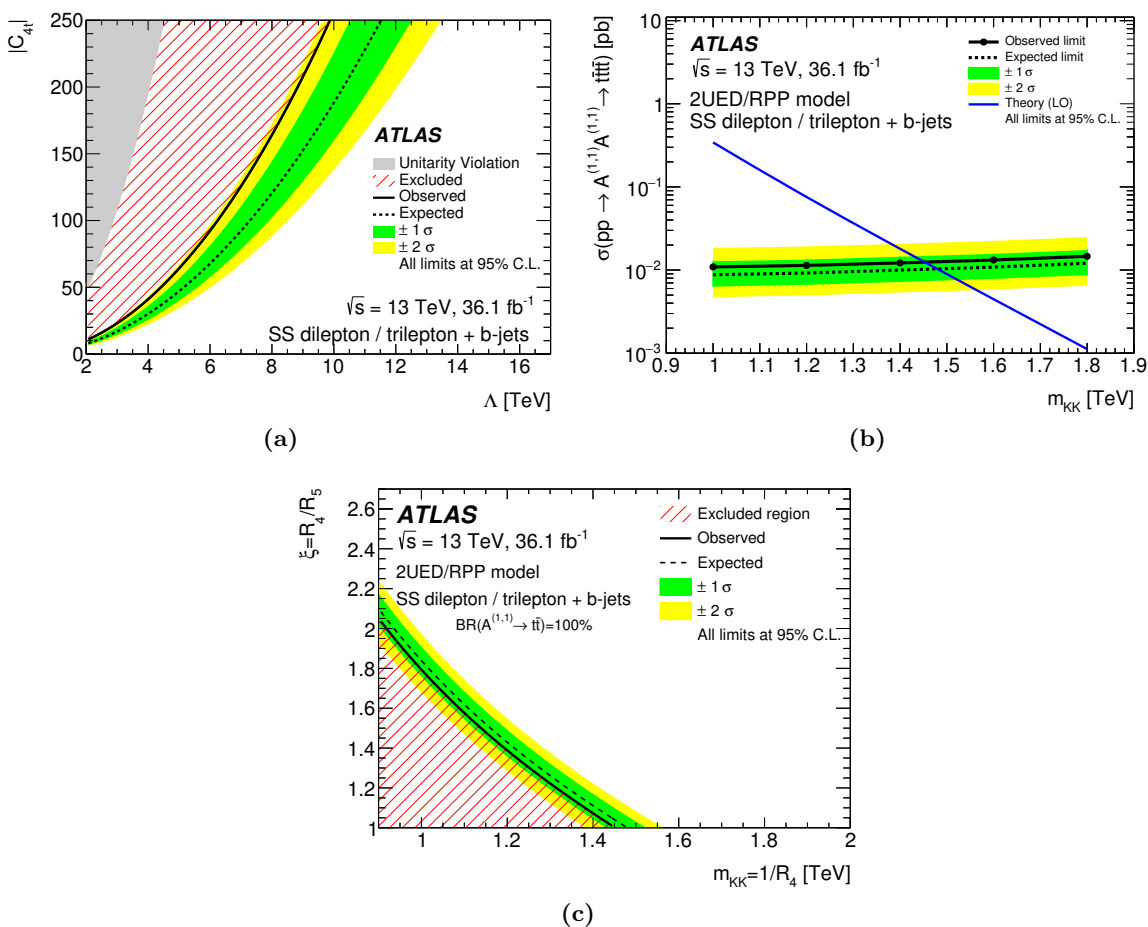 |C4t|
250
200
150
100
50
0
2 4 6 8 10 12 14 16
Λ [TeV]
ATLAS
Unitarity Violation
Excluded
Observed
Expected
± 1 σ
± 2 σ
All limits at 95% C.L.
√s = 13 TeV, 36.1 fb⁻¹
SS dilepton / trilepton + b-jets
(a)
σ(pp → A⁽¹,¹⁾A⁽¹,¹⁾ → tt̄tt̄) [pb]
10
1
10⁻¹
10⁻²
10⁻³
0.9 1 1.1 1.2 1.3 1.4 1.5 1.6 1.7 1.8 1.9
mKK [TeV]
ATLAS
√s = 13 TeV, 36.1 fb⁻¹
2UED/RPP model
SS dilepton / trilepton + b-jets
Observed limit
Expected limit
± 1σ
± 2 σ
Theory (LO)
All limits at 95% C.L.
(b)
ξ=R4/R5
2.6
2.4
2.2
2
1.8
1.6
1.4
1.2
1
1 1.2 1.4 1.6 1.8 2
mKK=1/R4 [TeV]
ATLAS
√s = 13 TeV, 36.1 fb⁻¹
2UED/RPP model
SS dilepton / trilepton + b-jets
BR(A⁽¹,¹⁾→ tt̄)=100%
Excluded region
Observed
Expected
± 1 σ
± 2 σ
All limits at 95% C.L.
(c)